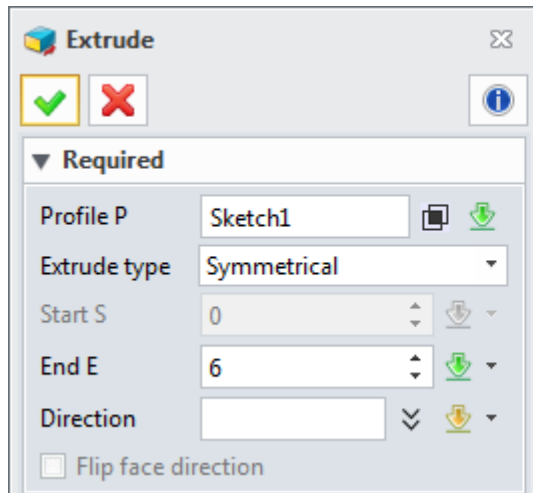 Extrude
Required
Profile P Sketch1
Extrude type Symmetrical
Start S 0
End E 6
Direction
Flip face direction